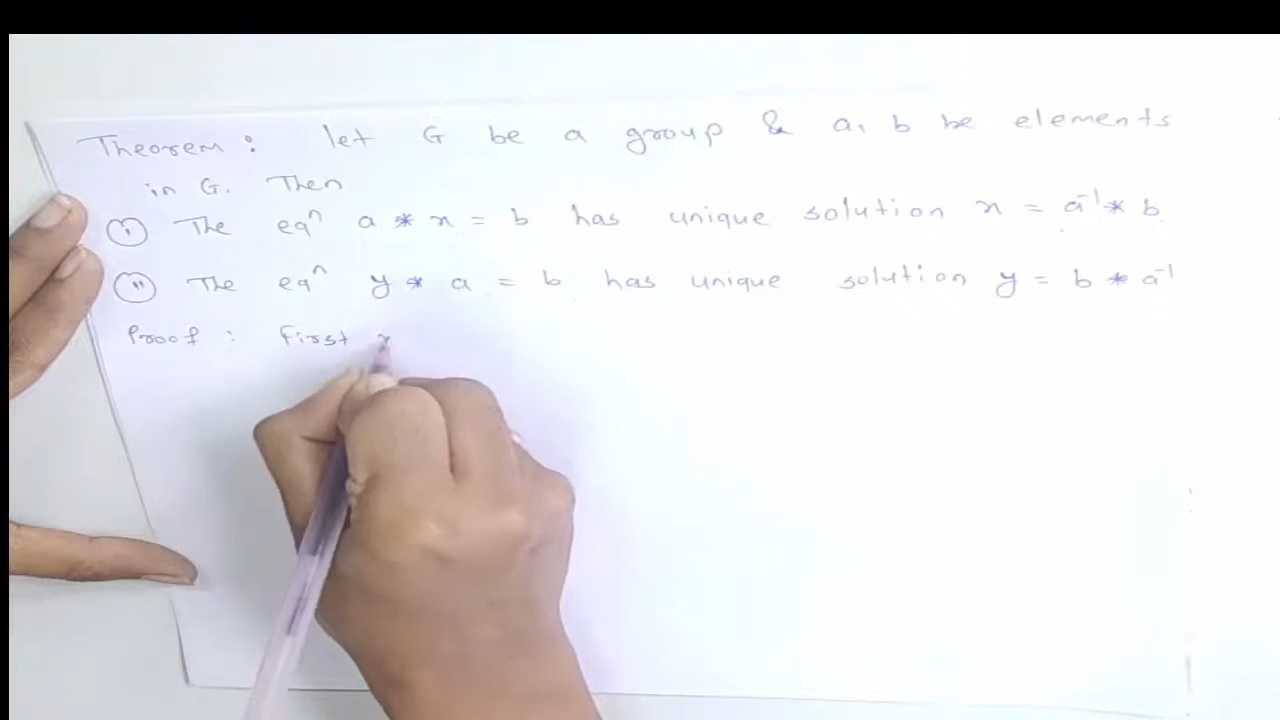 Theorem: let G be a group & a, b be elements
in G. Then
(i) The eqⁿ a * x = b has unique solution x = a⁻¹ * b
(ii) The eqⁿ y * a = b has unique solution y = b * a⁻¹
Proof: first